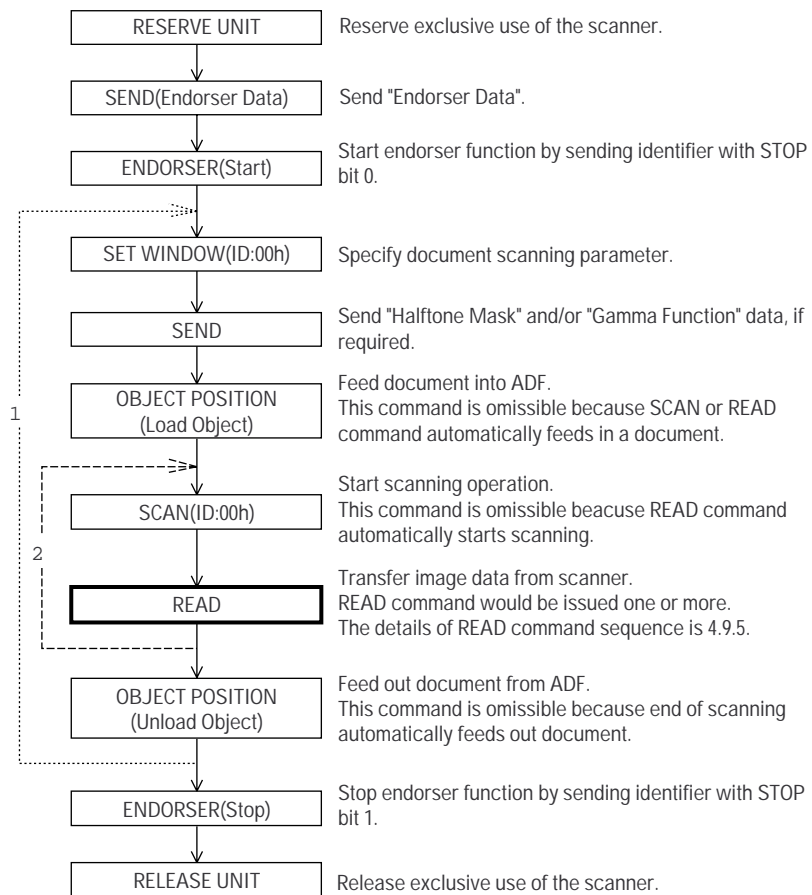 RESERVE UNIT
Reserve exclusive use of the scanner.
SEND(Endorser Data)
Send "Endorser Data".
ENDORSER(Start)
Start endorser function by sending identifier with STOP
bit 0.
SET WINDOW(ID:00h)
Specify document scanning parameter.
SEND
Send "Halftone Mask" and/or "Gamma Function" data, if
required.
OBJECT POSITION
(Load Object)
Feed document into ADF.
This command is omissible because SCAN or READ
command automatically feeds in a document.
1
SCAN(ID:00h)
Start scanning operation.
This command is omissible beacuse READ command
automatically starts scanning.
2
READ
Transfer image data from scanner.
READ command would be issued one or more.
The details of READ command sequence is 4.9.5.
OBJECT POSITION
(Unload Object)
Feed out document from ADF.
This command is omissible because end of scanning
automatically feeds out document.
ENDORSER(Stop)
Stop endorser function by sending identifier with STOP
bit 1.
RELEASE UNIT
Release exclusive use of the scanner.